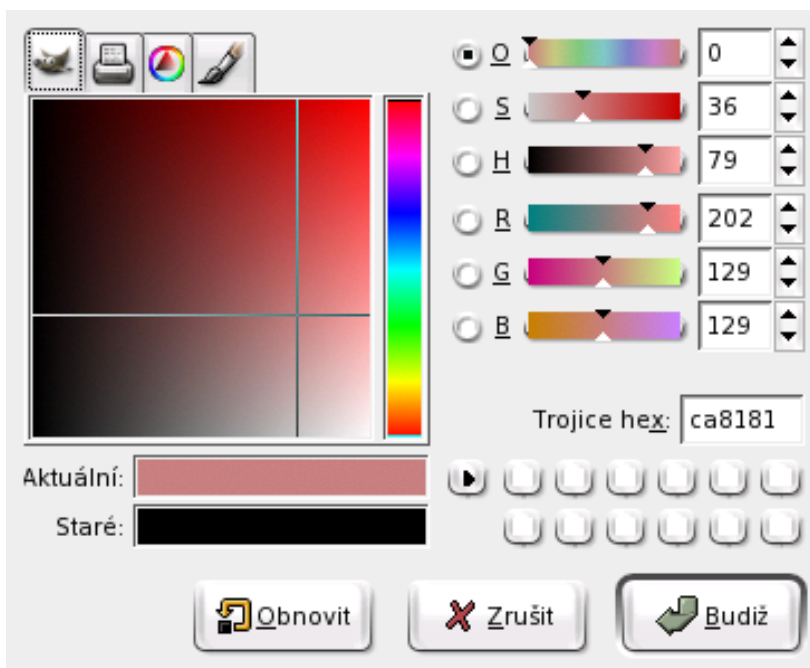 O 0
S 36
H 79
R 202
G 129
B 129
Trojice hex: ca8181
Aktuální:
Staré:
Obnovit Zrušit Budiž